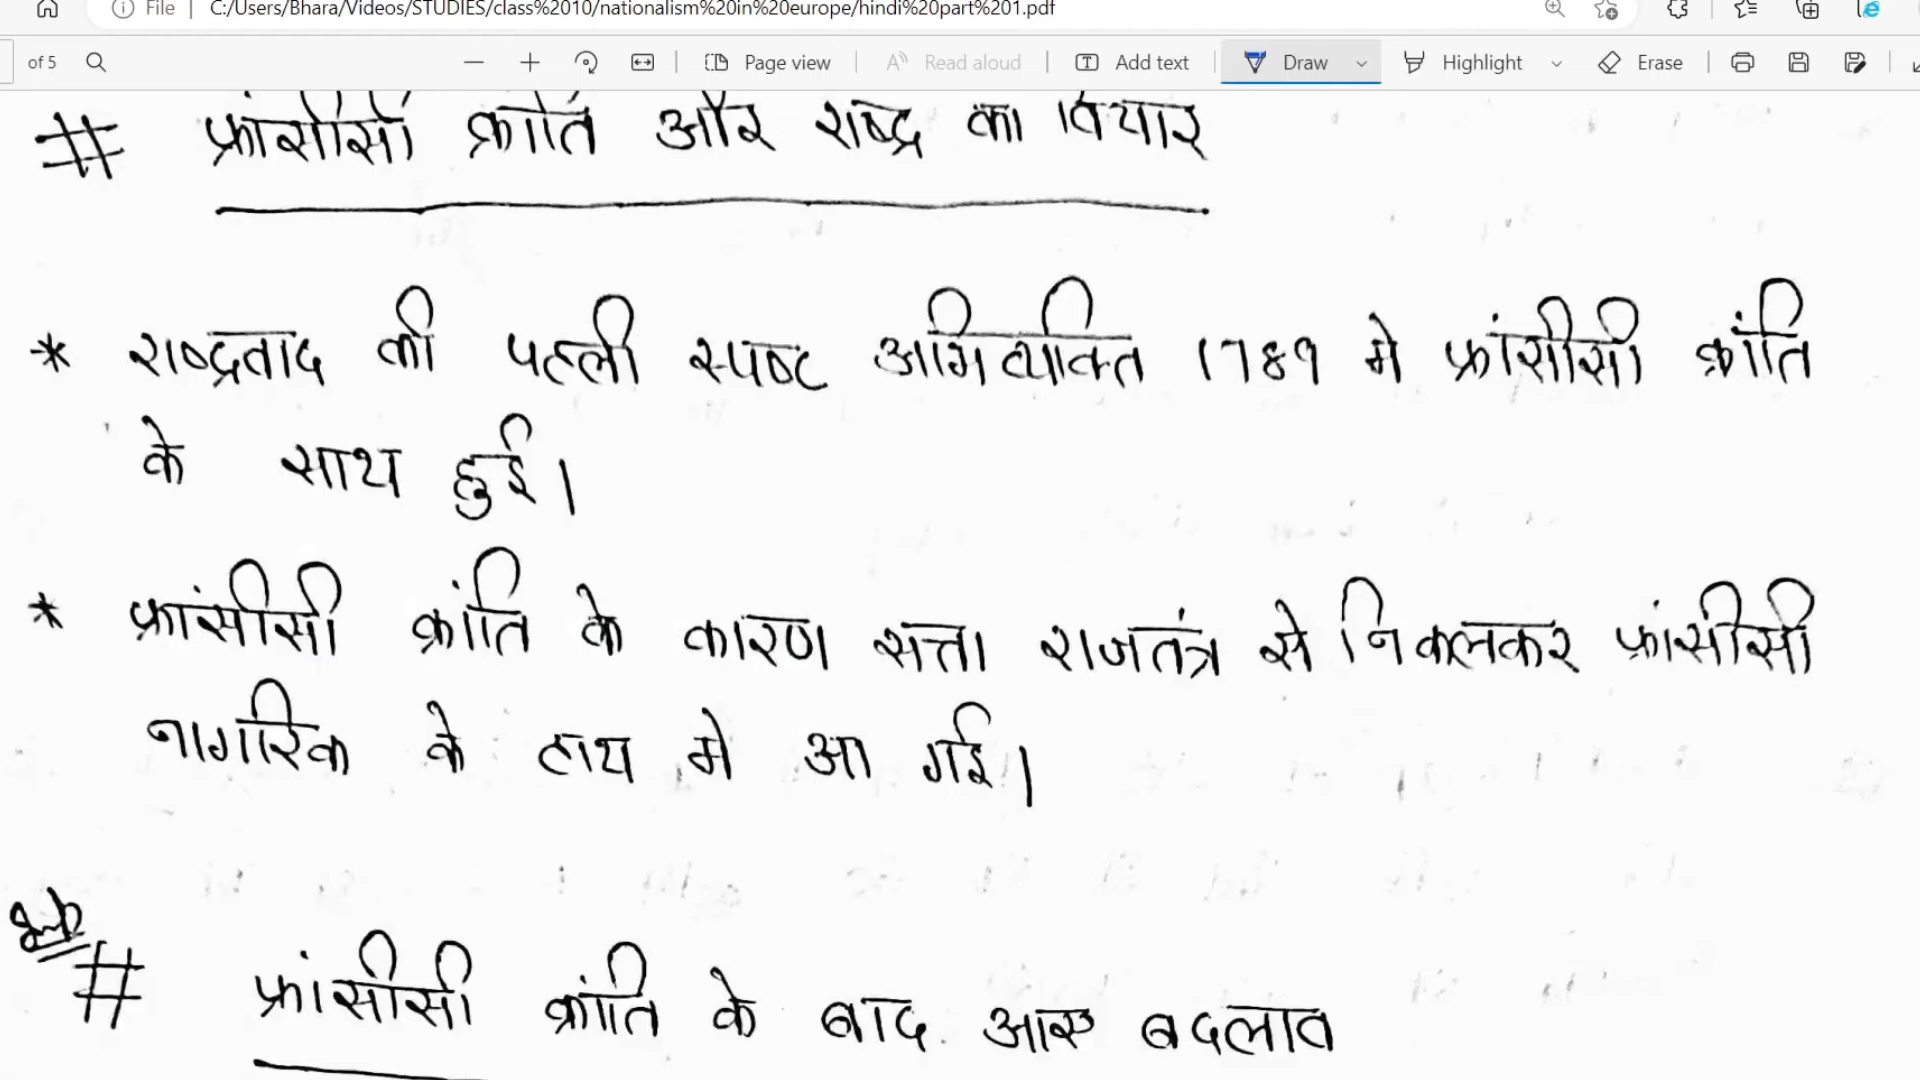 File | C:/Users/Bhara/Videos/STUDIES/class%2010/nationalism%20in%20europe/hindi%20part%201.pdf
of 5 Page view Read aloud Add text Draw Highlight Erase
# फ्रांसीसी क्रांति और राष्ट्र का विचार
* राष्ट्रवाद की पहली स्पष्ट अभिव्यक्ति 1789 मे फ्रांसीसी क्रांति
के साथ हुई।
* फ्रांसीसी क्रांति के कारण सत्ता राजतंत्र से निकलकर फ्रांसीसी
नागरिक के हाथ मे आ गई।
# फ्रांसीसी क्रांति के बाद आए बदलाव